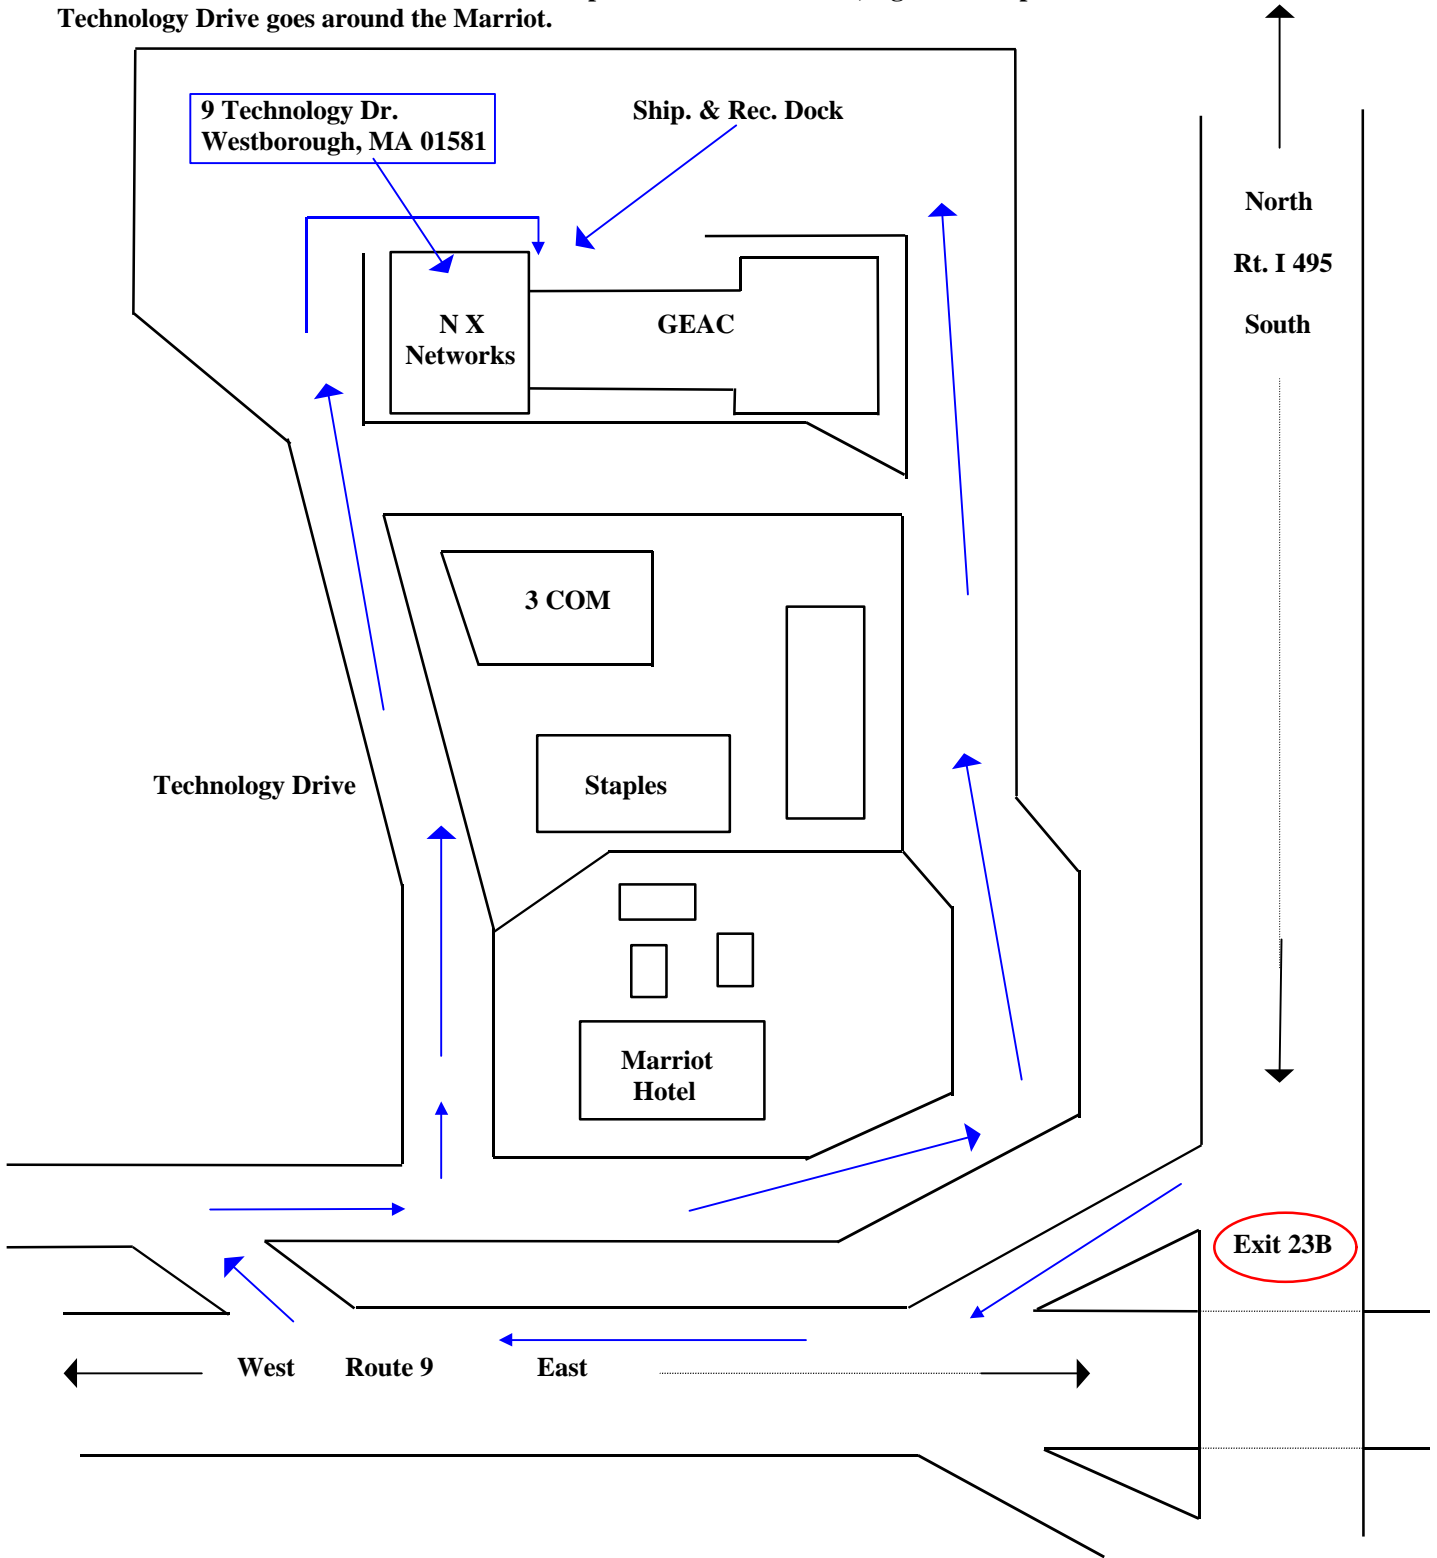 Technology Drive goes around the Marriot.
9 Technology Dr.
Westborough, MA 01581
Ship. & Rec. Dock
North
Rt. I 495
South
N X
Networks
GEAC
3 COM
Technology Drive
Staples
Marriot
Hotel
Exit 23B
West Route 9 East